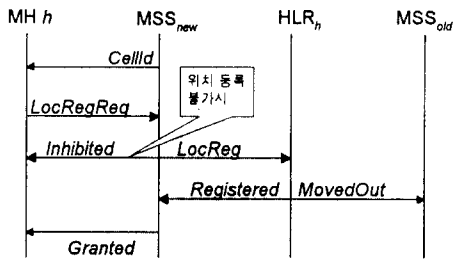 MH h MSSnew HLRh MSSold
CellId
위치 등록
불가시
LocRegReq
Inhibited LocReg
Registered MovedOut
Granted